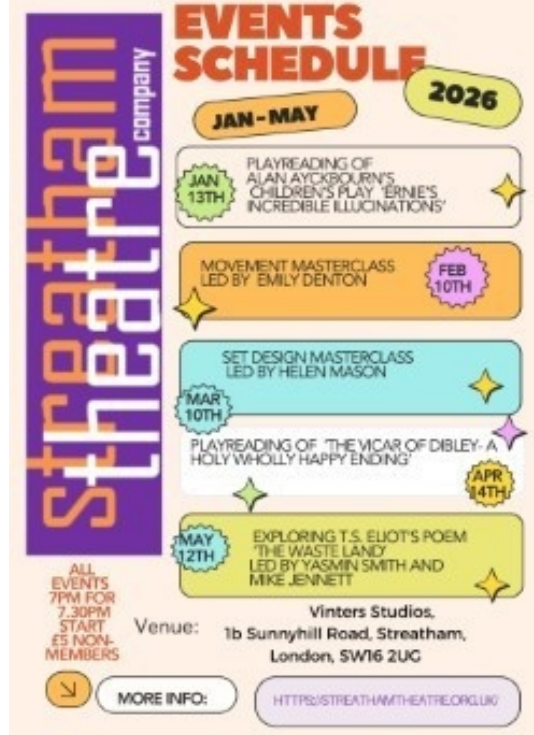 streatham
theatre
company
EVENTS
SCHEDULE
2026
JAN-MAY
JAN
13TH
PLAYREADING OF
ALAN AYCKBOURN'S
CHILDREN'S PLAY 'ERNIE'S
INCREDIBLE ILLUCINATIONS'
MOVEMENT MASTERCLASS
LED BY EMILY DENTON
FEB
10TH
SET DESIGN MASTERCLASS
LED BY HELEN MASON
MAR
10TH
PLAYREADING OF 'THE VICAR OF DIBLEY- A
HOLY WHOLLY HAPPY ENDING'
APR
14TH
MAY
12TH
EXPLORING T.S. ELIOT'S POEM
'THE WASTE LAND'
LED BY YASMIN SMITH AND
MIKE JENNETT
ALL
EVENTS
7PM FOR
7.30PM
START
£5 NON-
MEMBERS
Venue:
Vinters Studios,
1b Sunnyhill Road, Streatham,
London, SW16 2UG
MORE INFO:
HTTPS://STREATHAMTHEATRE.ORG.UK/